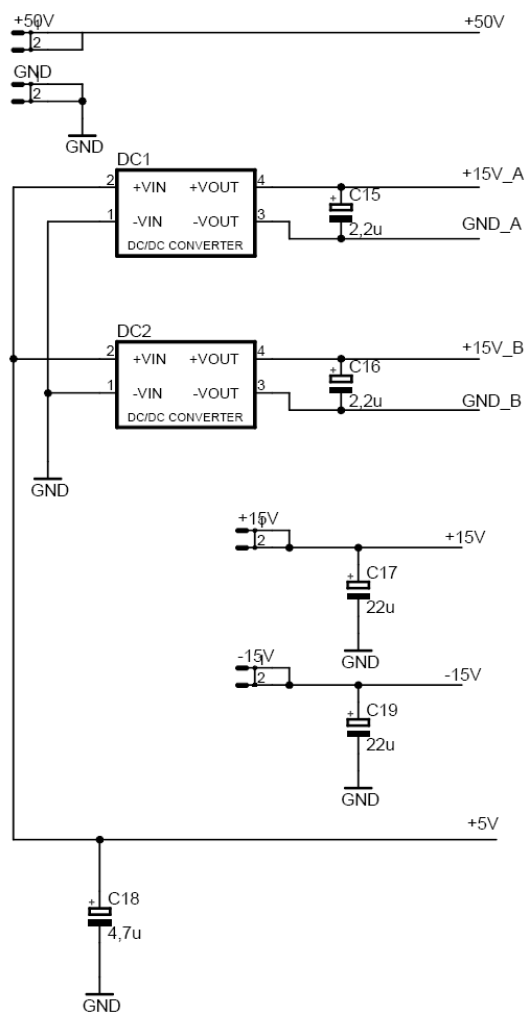 +50V 1 +50V
2
GND 1
2
GND
DC1
2 +VIN +VOUT 4 +15V_A
C15
+
1 -VIN -VOUT 3 GND_A
2,2u
DC/DC CONVERTER
DC2
2 +VIN +VOUT 4 +15V_B
C16
+
1 -VIN -VOUT 3 GND_B
2,2u
DC/DC CONVERTER
GND
+15V 1
2 +15V
+ C17
22u
GND
-15V 1
2 -15V
+ C19
22u
GND
+5V
+ C18
4,7u
GND